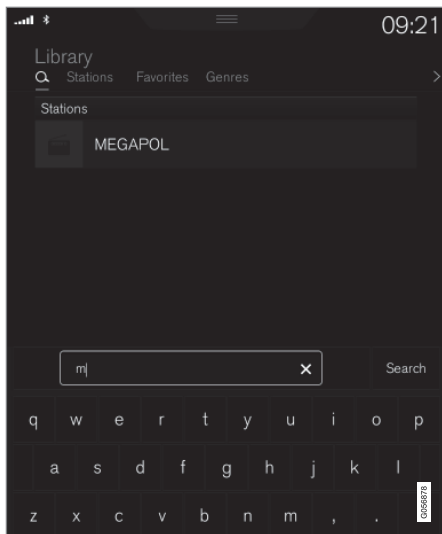 09:21
Library
Stations Favorites Genres
Stations
MEGAPOL
m
Search
q w e r t y u i o p
a s d f g h j k l
z x c v b n m , .
G056878